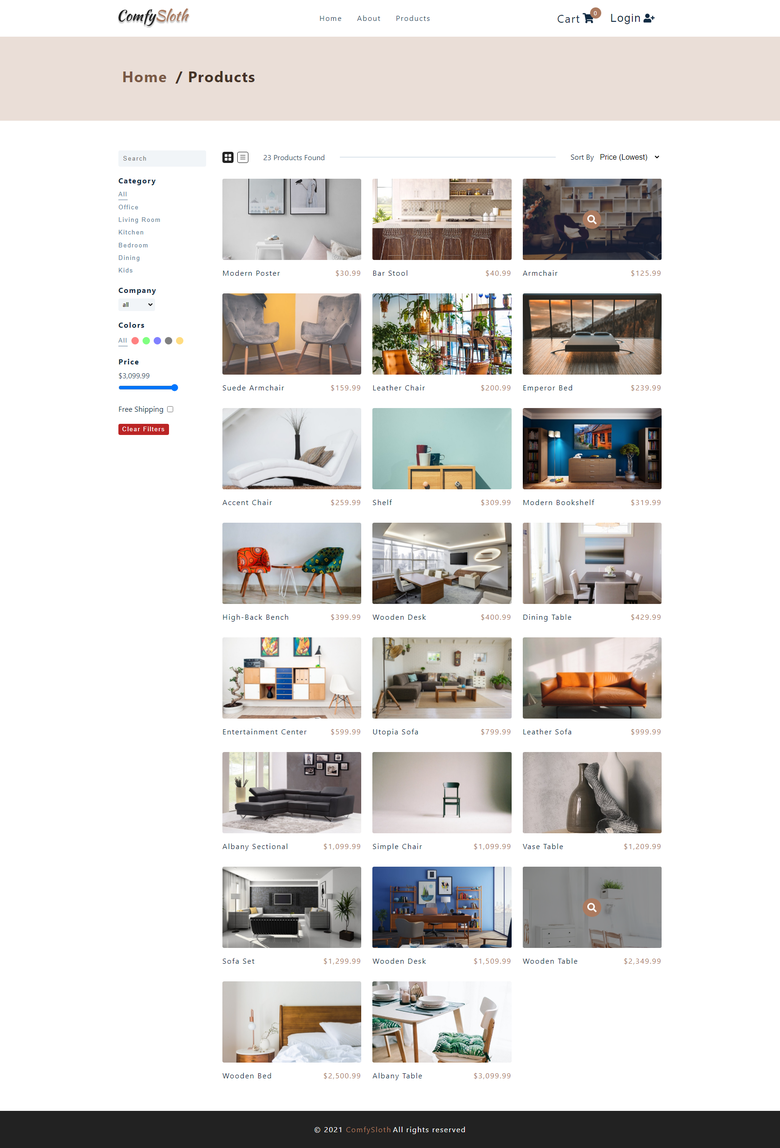 ComfySloth
Home About Products
Cart 0 Login
Home / Products
Search
Category
All
Office
Living Room
Kitchen
Bedroom
Dining
Kids
Company
all
Colors
All
Price
$3,099.99
Free Shipping
Clear Filters
23 Products Found
Sort By Price (Lowest)
Modern Poster $30.99
Bar Stool $40.99
Armchair $125.99
Suede Armchair $159.99
Leather Chair $200.99
Emperor Bed $239.99
Accent Chair $259.99
Shelf $309.99
Modern Bookshelf $319.99
High-Back Bench $399.99
Wooden Desk $400.99
Dining Table $429.99
Entertainment Center $599.99
Utopia Sofa $799.99
Leather Sofa $999.99
Albany Sectional $1,099.99
Simple Chair $1,099.99
Vase Table $1,209.99
Sofa Set $1,299.99
Wooden Desk $1,509.99
Wooden Table $2,349.99
Wooden Bed $2,500.99
Albany Table $3,099.99
© 2021 ComfySloth All rights reserved